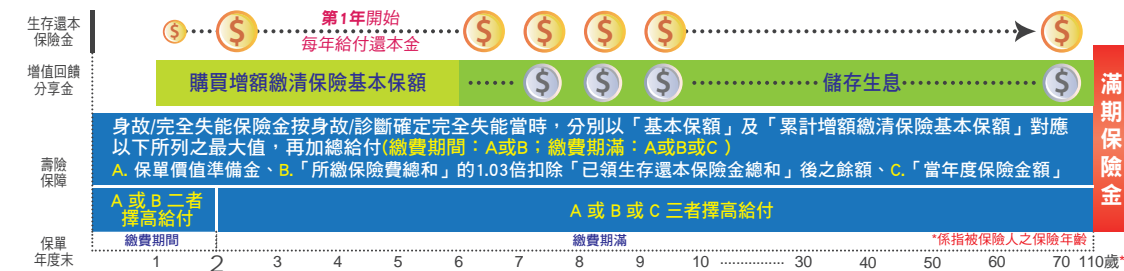 生存還本
保險金
$
$
第1年開始
每年給付還本金
$
$
$
$
$
增值回饋
分享金
購買增額繳清保險基本保額
$
$
$
儲存生息
$
滿期保險金
壽險
保障
身故/完全失能保險金按身故/診斷確定完全失能當時,分別以「基本保額」及「累計增額繳清保險基本保額」對應
以下所列之最大值,再加總給付(繳費期間:A或B;繳費期滿:A或B或C )
A. 保單價值準備金、B.「所繳保險費總和」的1.03倍扣除「已領生存還本保險金總和」後之餘額、C.「當年度保險金額」
A 或 B 二者
擇高給付
A 或 B 或 C 三者擇高給付
保單
年度末
繳費期間
繳費期滿
*係指被保險人之保險年齡
1 2 3 4 5 6 7 8 9 10 30 40 50 60 70 110歲*